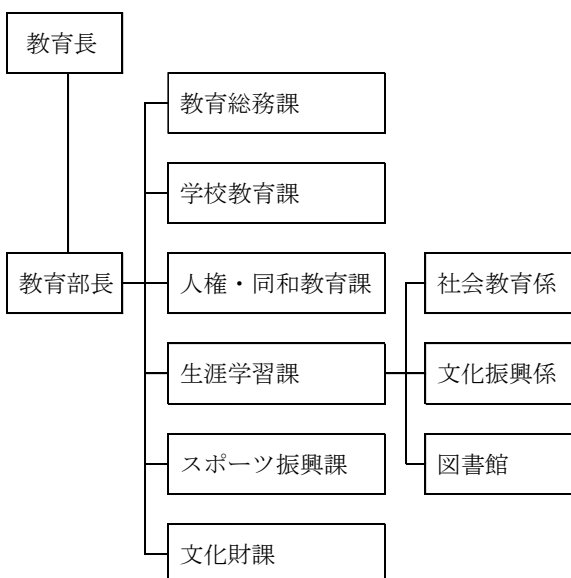 教育長
教育総務課
学校教育課
教育部長
人権・同和教育課
社会教育係
生涯学習課
文化振興係
スポーツ振興課
図書館
文化財課